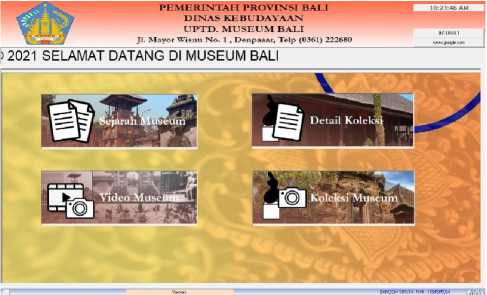 PEMERINTAH PROVINSI BALI
DINAS KEBUDAYAAN
UPTD. MUSEUM BALI
Jl. Mayor Wisnu No. 1 , Denpasar, Telp (0361) 222680
10:23:46 AM
www.google.com
2021 SELAMAT DATANG DI MUSEUM BALI
Sejarah Museum
Detail Koleksi
Video Museum
Koleksi Museum